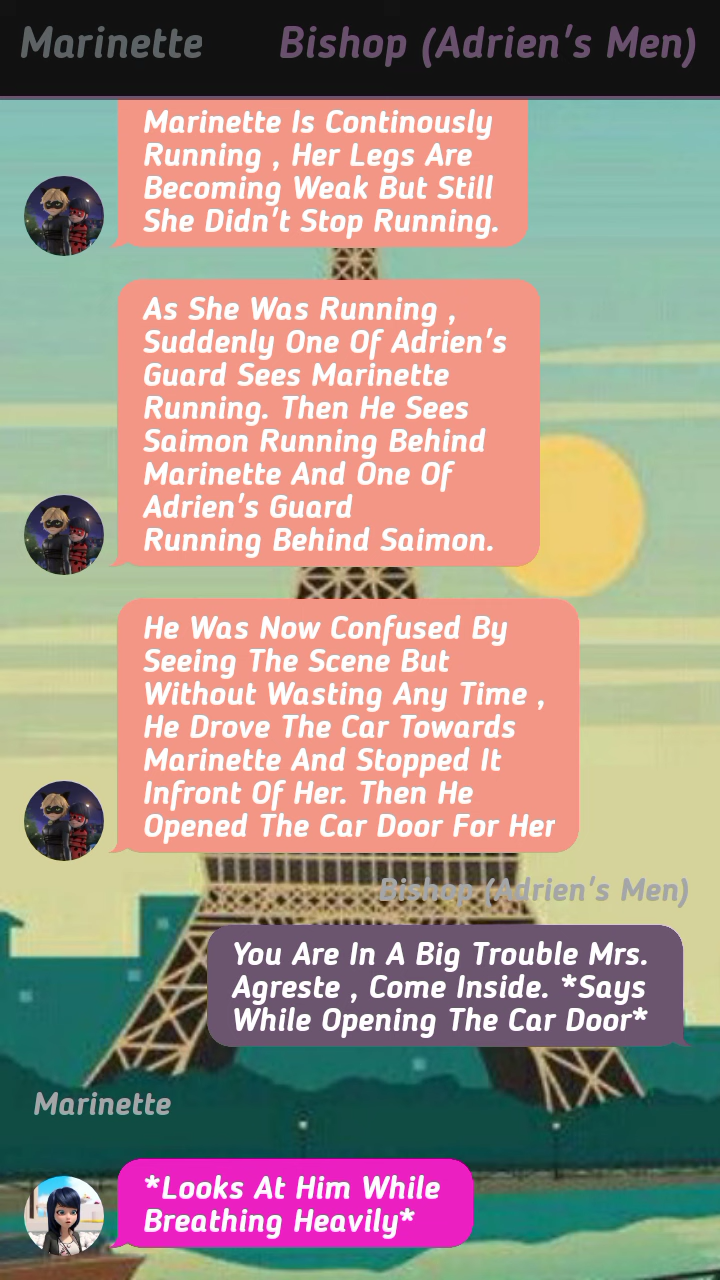 Marinette Bishop (Adrien's Men)
Marinette Is Continously
Running , Her Legs Are
Becoming Weak But Still
She Didn't Stop Running.
As She Was Running ,
Suddenly One Of Adrien's
Guard Sees Marinette
Running. Then He Sees
Saimon Running Behind
Marinette And One Of
Adrien's Guard
Running Behind Saimon.
He Was Now Confused By
Seeing The Scene But
Without Wasting Any Time ,
He Drove The Car Towards
Marinette And Stopped It
Infront Of Her. Then He
Opened The Car Door For Her
Bishop (Adrien's Men)
You Are In A Big Trouble Mrs.
Agreste , Come Inside. *Says
While Opening The Car Door*
Marinette
*Looks At Him While
Breathing Heavily*